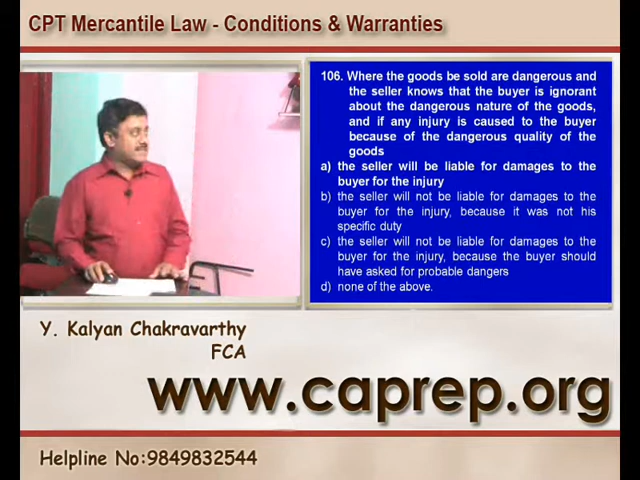 CPT Mercantile Law - Conditions & Warranties
106. Where the goods be sold are dangerous and
the seller knows that the buyer is ignorant
about the dangerous nature of the goods,
and if any injury is caused to the buyer
because of the dangerous quality of the
goods
a) the seller will be liable for damages to the
buyer for the injury
b) the seller will not be liable for damages to the
buyer for the injury, because it was not his
specific duty
c) the seller will not be liable for damages to the
buyer for the injury, because the buyer should
have asked for probable dangers
d) none of the above.
Y. Kalyan Chakravarthy
FCA
www.caprep.org
Helpline No:9849832544